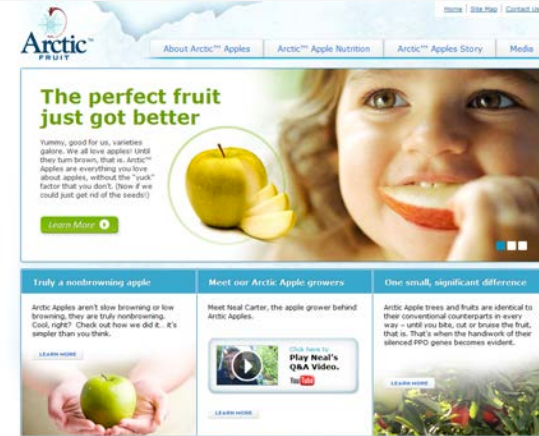 Home | Site Map | Contact Us
Arctic™
FRUIT
About Arctic™ Apples
Arctic™ Apple Nutrition
Arctic™ Apples Story
Media
The perfect fruit
just got better
Yummy, good for us, varieties
galore. We all love apples! Until
they turn brown, that is. Arctic™
Apples are everything you love
about apples, without the "yuck"
factor that you don't. (Now if we
could just get rid of the seeds!)
Learn More
Truly a nonbrowning apple
Arctic Apples aren't slow browning or low
browning, they are truly nonbrowning.
Cool, right? Check out how we did it... it's
simpler than you think.
LEARN MORE
Meet our Arctic Apple growers
Meet Neal Carter, the apple grower behind
Arctic Apples.
Click here to
Play Neal's
Q&A Video.
YouTube
LEARN MORE
One small, significant difference
Arctic Apple trees and fruits are identical to
their conventional counterparts in every
way – until you bite, cut or bruise the fruit,
that is. That's when the handiwork of their
silenced PPO genes becomes evident.
LEARN MORE